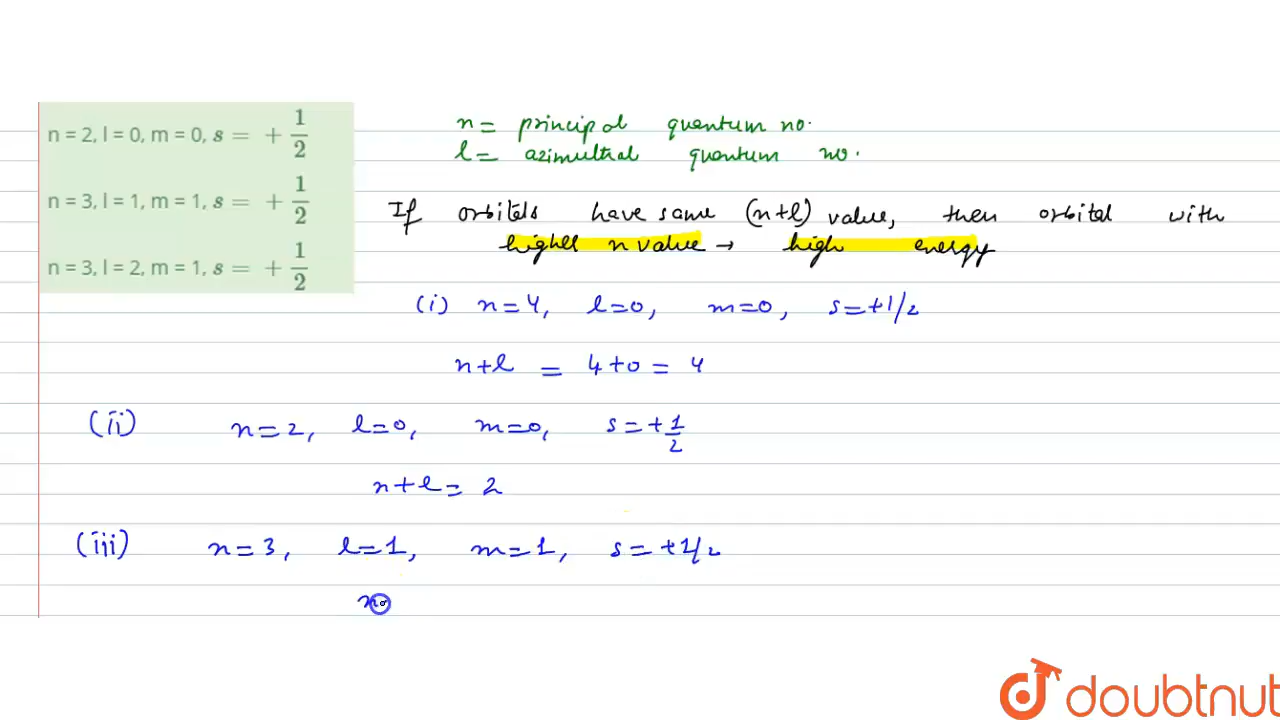 n = 2, l = 0, m = 0, s = + 1/2
n = 3, l = 1, m = 1, s = + 1/2
n = 3, l = 2, m = 1, s = + 1/2
n = principal quantum no.
l = azimultral quantum no.
If orbitals have same (n+l) value, then orbital with
higher n value → high energy
(i) n=4, l=0, m=0, s=+1/2
n+l = 4+0 = 4
(ii) n=2, l=0, m=0, s=+1/2
n+l = 2
(iii) n=3, l=1, m=1, s=+1/2
n
doubtnut